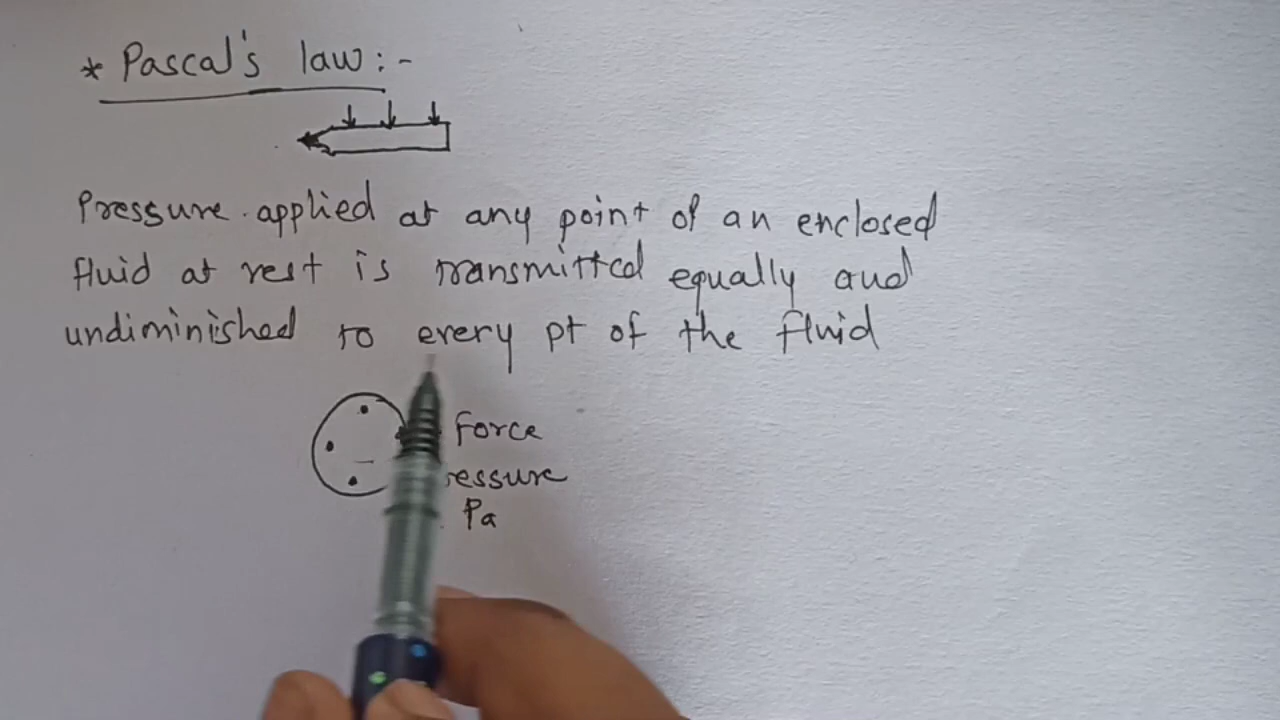 * Pascal's law:-
Pressure applied at any point of an enclosed
fluid at rest is transmitted equally and
undiminished to every pt of the fluid
Force
ressure
Pa